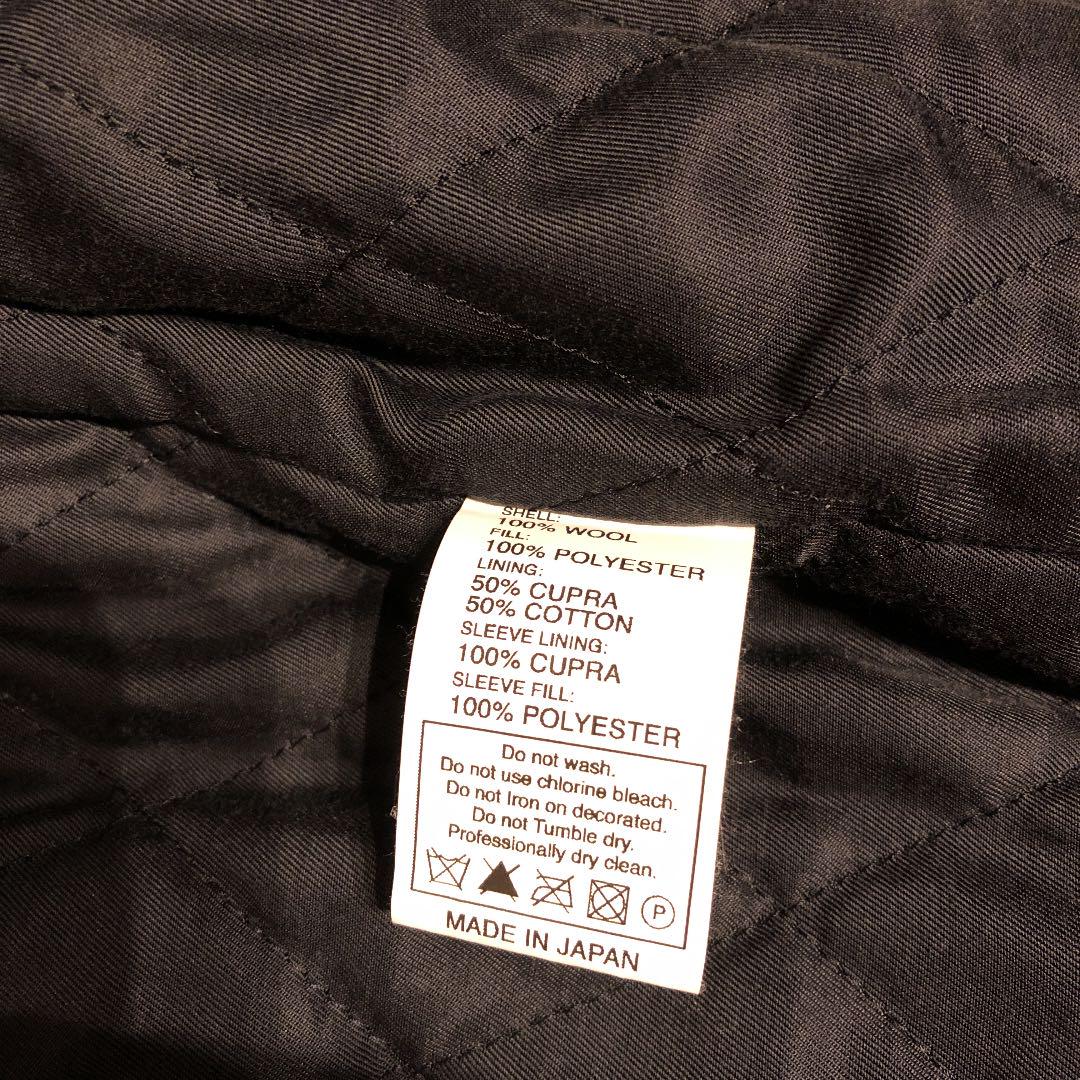 SHELL:
100% WOOL
FILL:
100% POLYESTER
LINING:
50% CUPRA
50% COTTON
SLEEVE LINING:
100% CUPRA
SLEEVE FILL:
100% POLYESTER
Do not wash.
Do not use chlorine bleach.
Do not Iron on decorated.
Do not Tumble dry.
Professionally dry clean.
P
MADE IN JAPAN